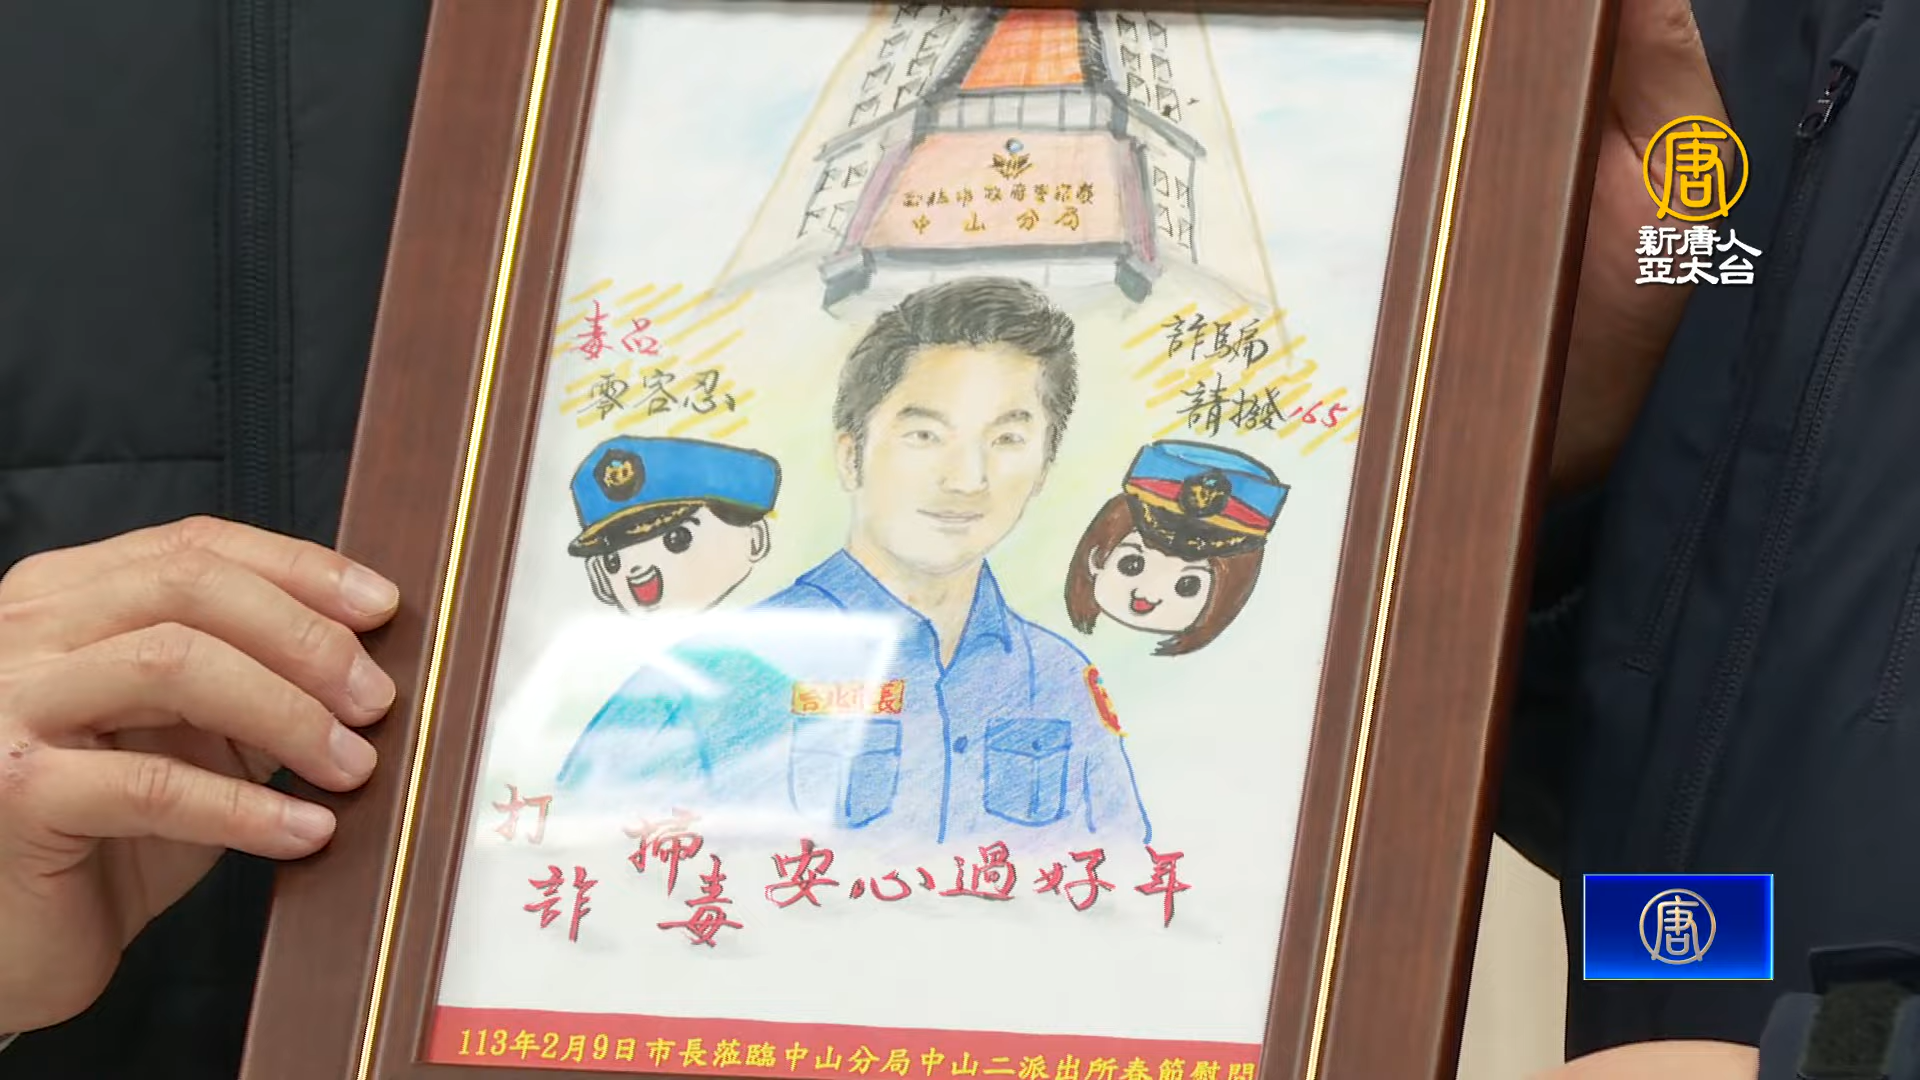 臺北市政府警察局
中山分局
唐
新唐人
亞太台
毒品
零容忍
詐騙
請撥165
台北市長
打詐 掃毒 安心過好年
唐
113年2月9日市長蒞臨中山分局中山二派出所春節慰問